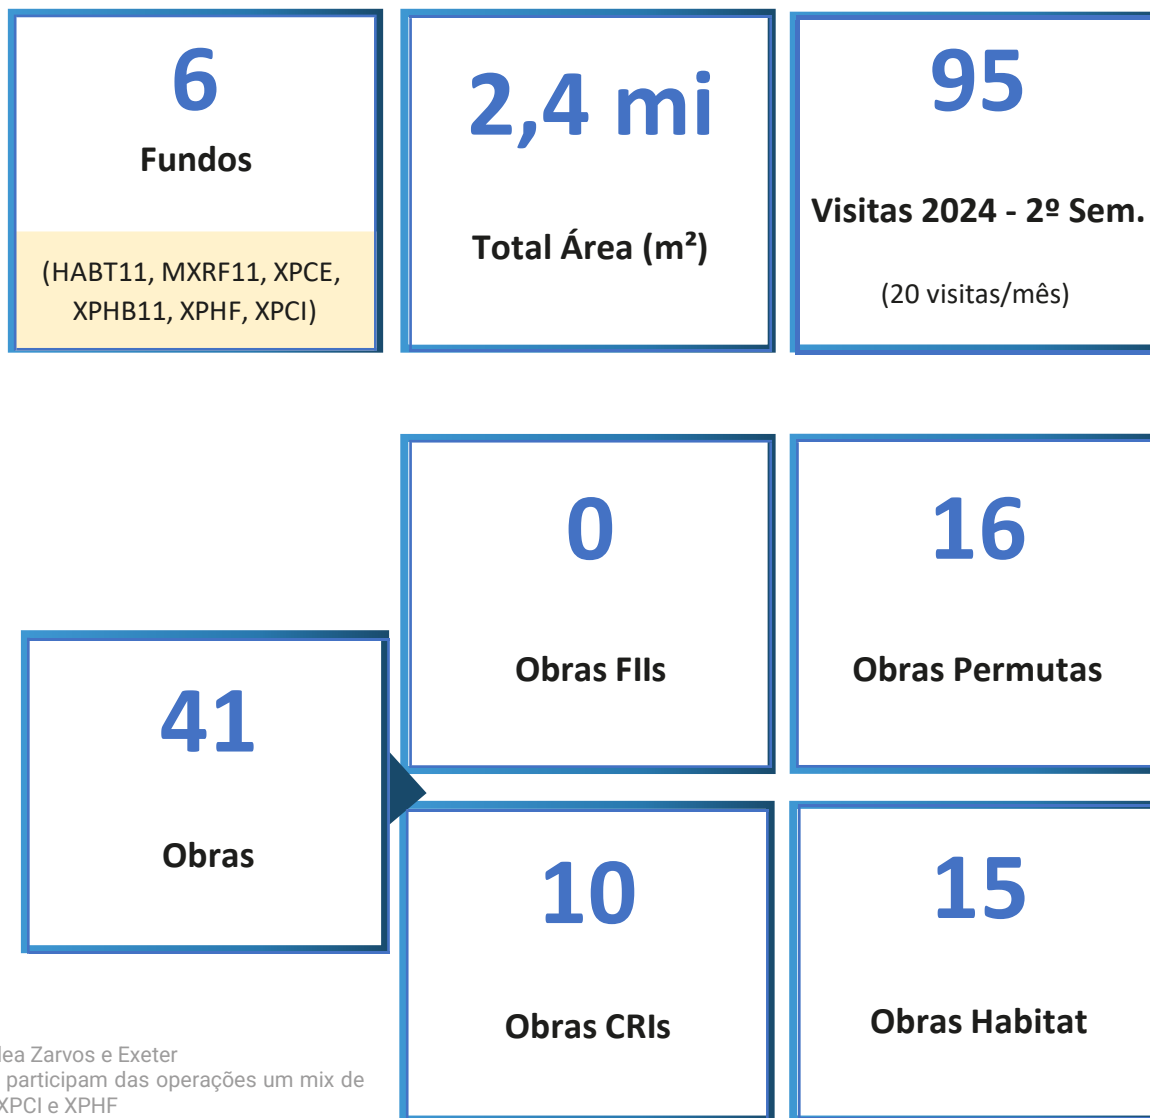 6
Fundos
(HABT11, MXRF11, XPCE,
XPHB11, XPHF, XPCI)
2,4 mi
Total Área (m²)
95
Visitas 2024 - 2º Sem.
(20 visitas/mês)
41
Obras
0
Obras FIIs
16
Obras Permutas
10
Obras CRIs
15
Obras Habitat
Zarvos e Exeter
participam das operações um mix de
XPCI e XPHF